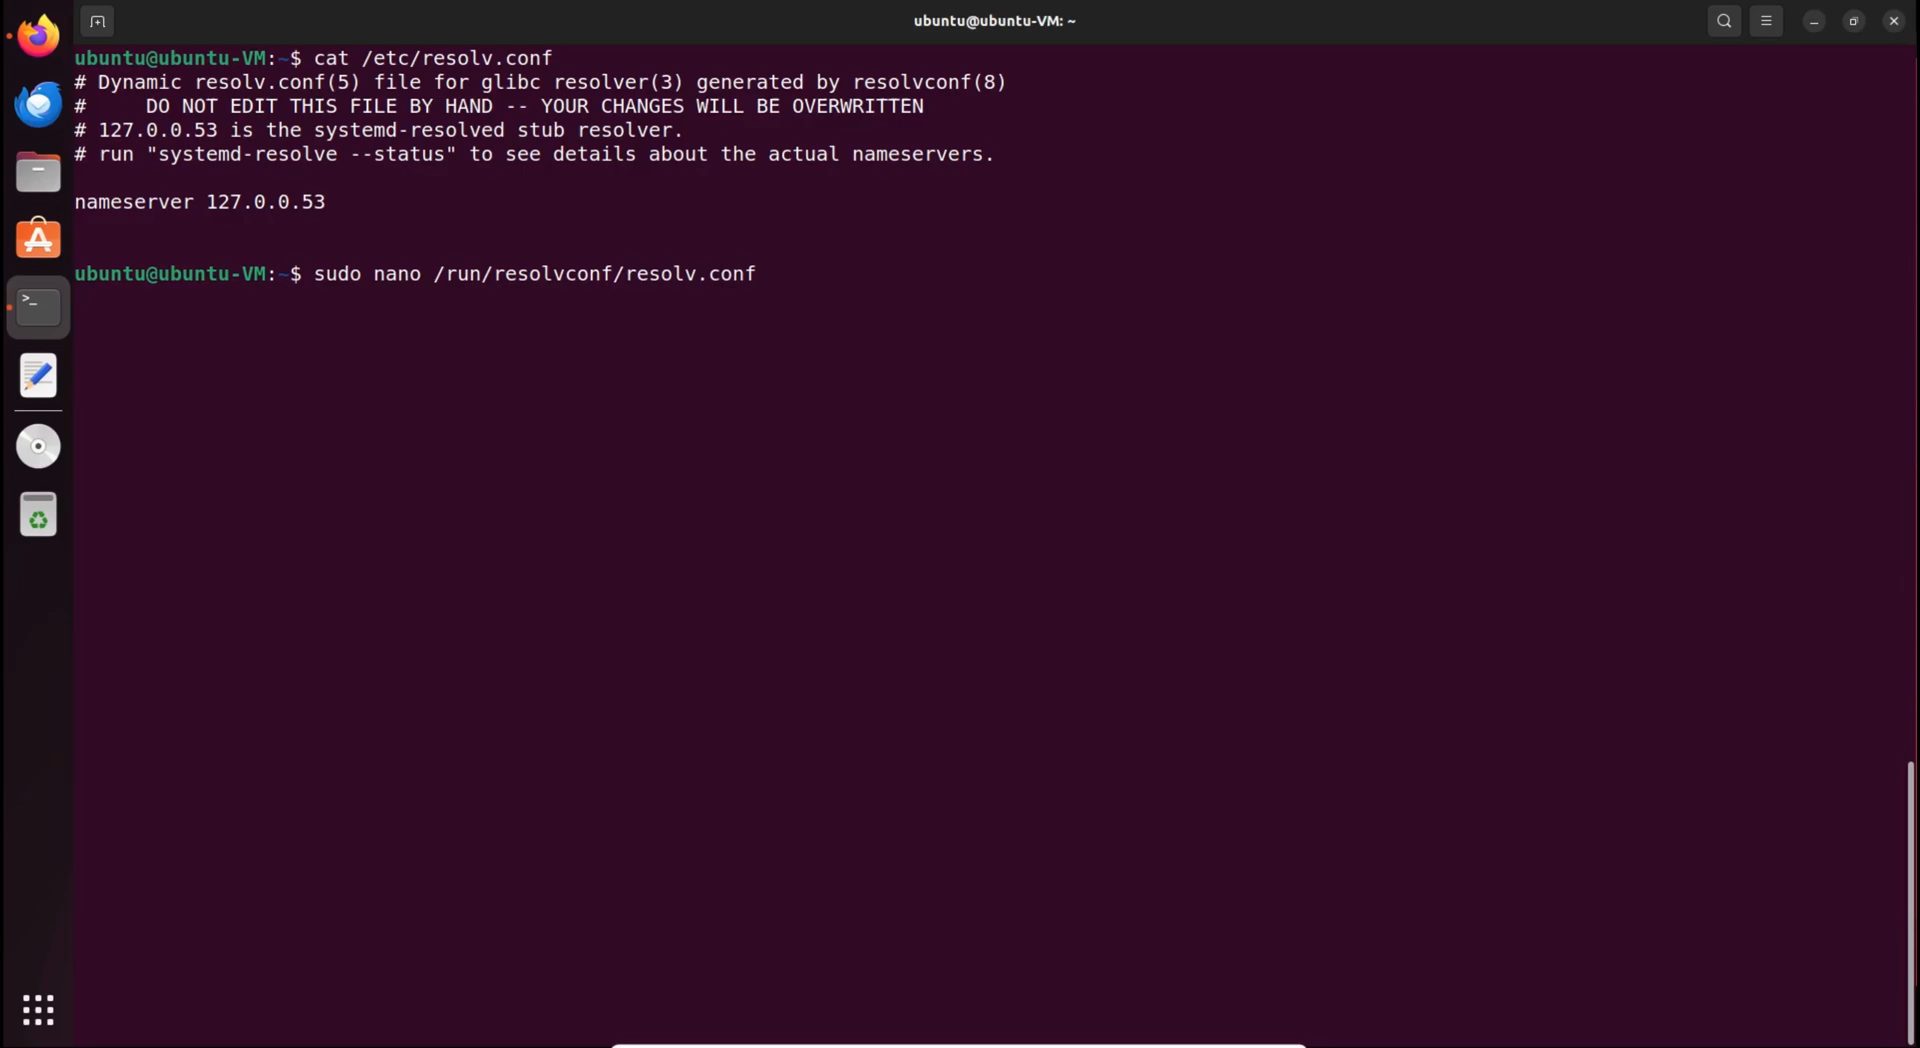 ubuntu@ubuntu-VM: ~
ubuntu@ubuntu-VM:~$ cat /etc/resolv.conf
# Dynamic resolv.conf(5) file for glibc resolver(3) generated by resolvconf(8)
#     DO NOT EDIT THIS FILE BY HAND -- YOUR CHANGES WILL BE OVERWRITTEN
# 127.0.0.53 is the systemd-resolved stub resolver.
# run "systemd-resolve --status" to see details about the actual nameservers.
nameserver 127.0.0.53
ubuntu@ubuntu-VM:~$ sudo nano /run/resolvconf/resolv.conf